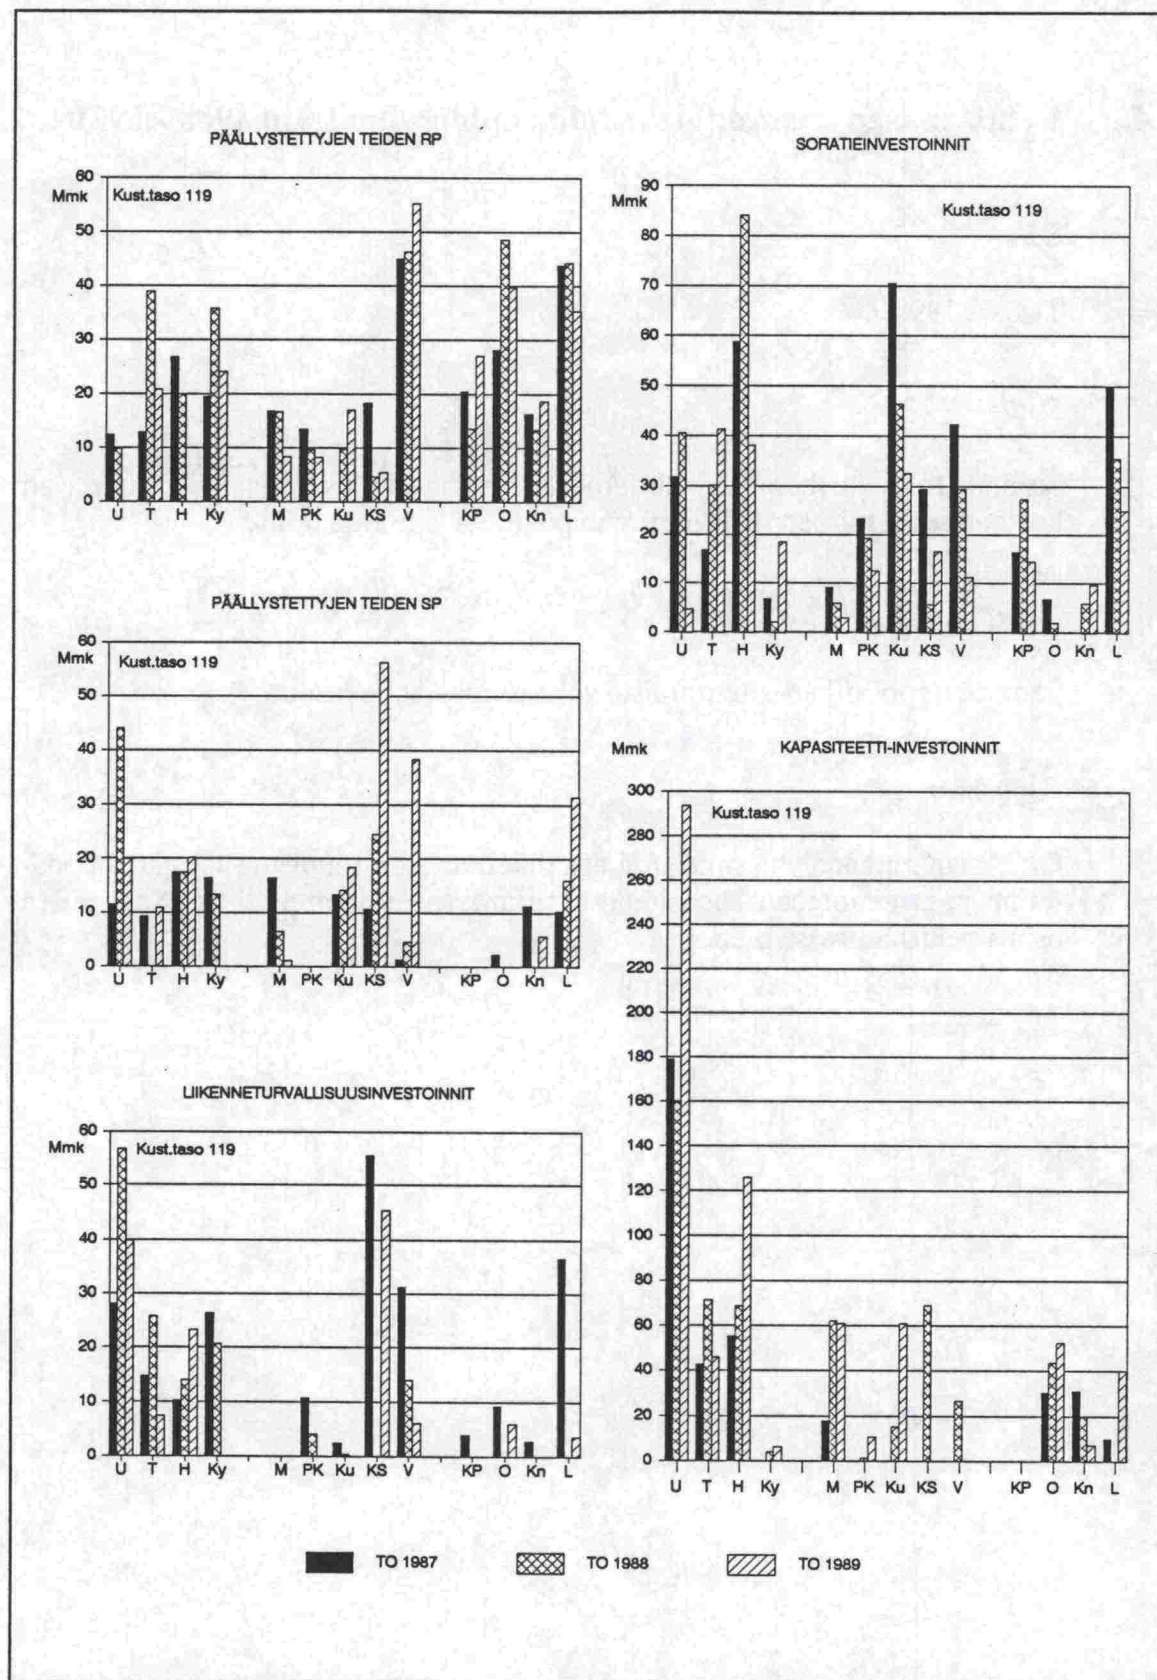 PÄÄLLYSTETTYJEN TEIDEN RP
Mmk
Kust.taso 119
60
50
40
30
20
10
0
U T H Ky M PK Ku KS V KP O Kn L
PÄÄLLYSTETTYJEN TEIDEN SP
Mmk
Kust.taso 119
60
50
40
30
20
10
0
U T H Ky M PK Ku KS V KP O Kn L
LIIKENNETURVALLISUUSINVESTOINNIT
Mmk
Kust.taso 119
60
50
40
30
20
10
0
U T H Ky M PK Ku KS V KP O Kn L
SORATIEINVESTOINNIT
Mmk
Kust.taso 119
90
80
70
60
50
40
30
20
10
0
U T H Ky M PK Ku KS V KP O Kn L
Mmk
KAPASITEETTI-INVESTOINNIT
Kust.taso 119
300
280
260
240
220
200
180
160
140
120
100
80
60
40
20
0
U T H Ky M PK Ku KS V KP O Kn L
TO 1987 TO 1988 TO 1989